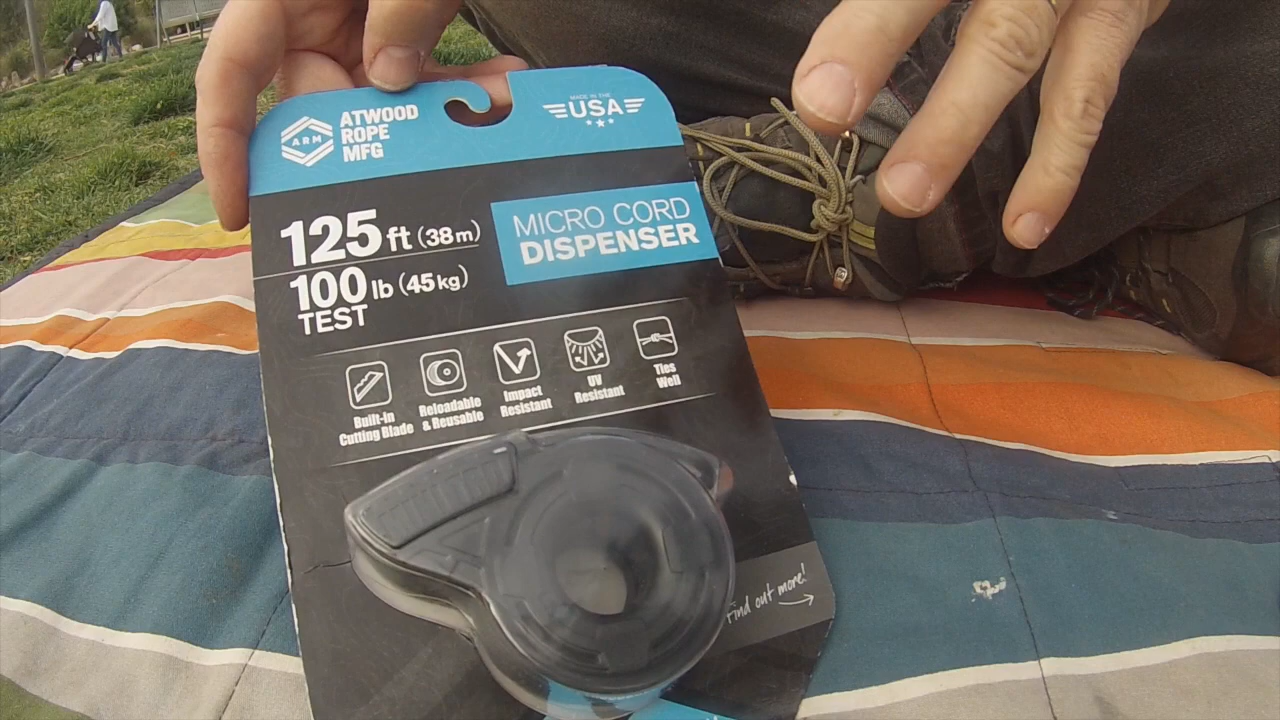 ARM
ATWOOD
ROPE
MFG
MADE IN THE
USA
125 ft (38m)
100 lb (45kg)
TEST
MICRO CORD
DISPENSER
Built-in
Cutting Blade
Reloadable
& Reusable
Impact
Resistant
UV
Resistant
Ties
Well
Find out more!